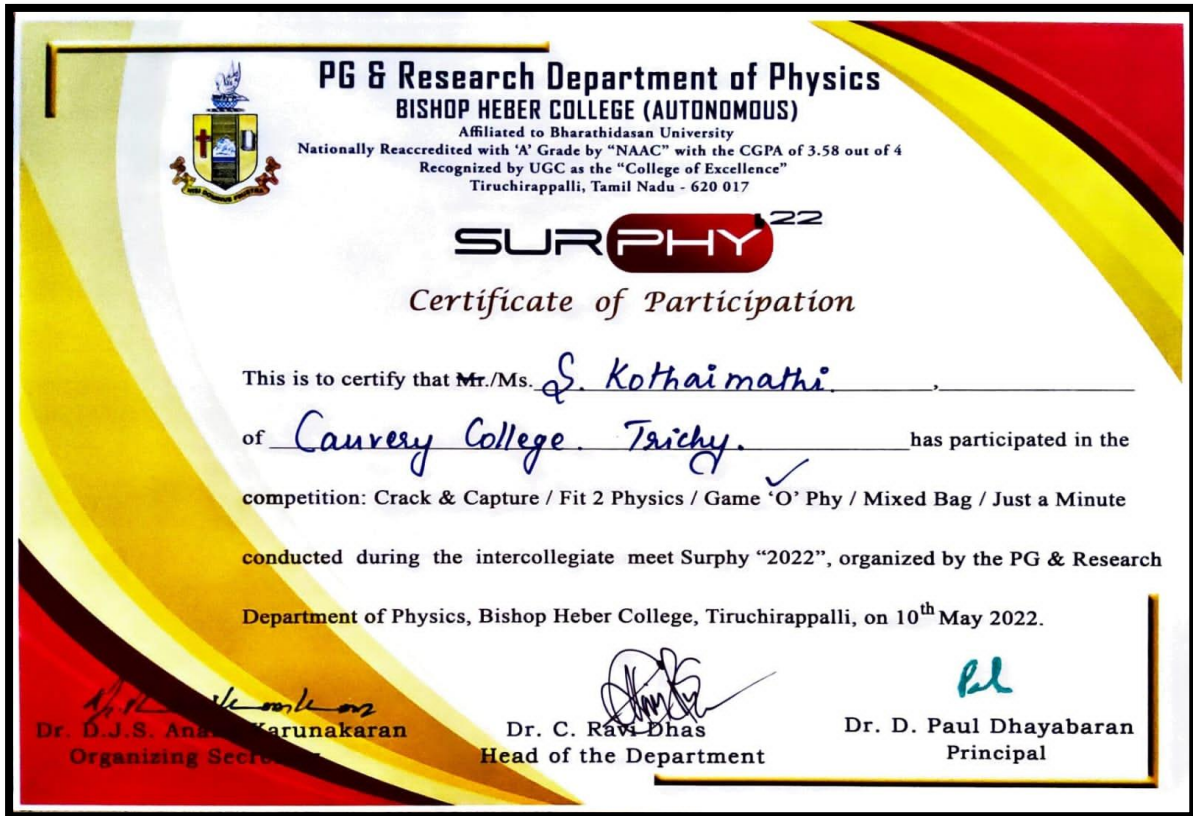 PG & Research Department of Physics
BISHOP HEBER COLLEGE (AUTONOMOUS)
Affiliated to Bharathidasan University
Nationally Reaccredited with 'A' Grade by "NAAC" with the CGPA of 3.58 out of 4
Recognized by UGC as the "College of Excellence"
Tiruchirappalli, Tamil Nadu - 620 017
SURPHY'22
Certificate of Participation
This is to certify that Mr./Ms. S. Kothaimathi. ,
of Cauvery College. Trichy. has participated in the
competition: Crack & Capture / Fit 2 Physics / Game 'O' Phy / Mixed Bag / Just a Minute
conducted during the intercollegiate meet Surphy "2022", organized by the PG & Research
Department of Physics, Bishop Heber College, Tiruchirappalli, on 10th May 2022.
Dr. D.J.S. Karunakaran Dr. C. Ravi Dhas Dr. D. Paul Dhayabaran
Organizing Head of the Department Principal